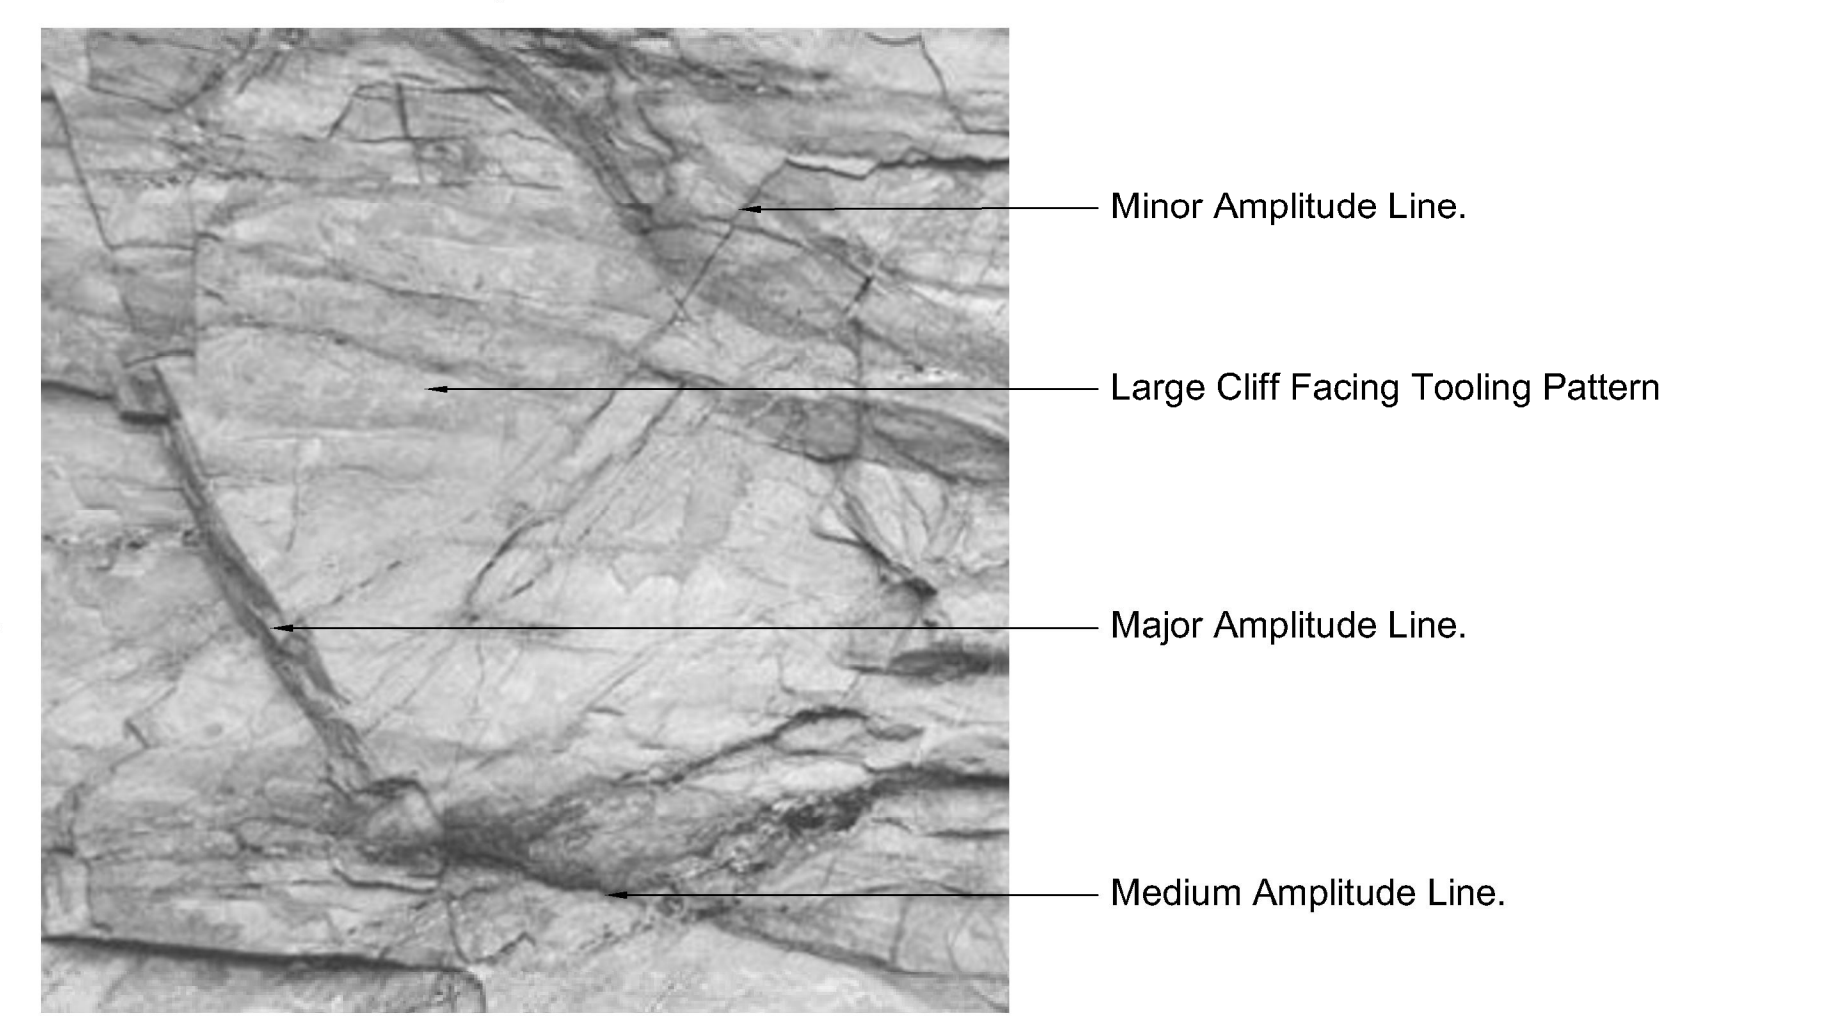 Minor Amplitude Line.
Large Cliff Facing Tooling Pattern
Major Amplitude Line.
Medium Amplitude Line.